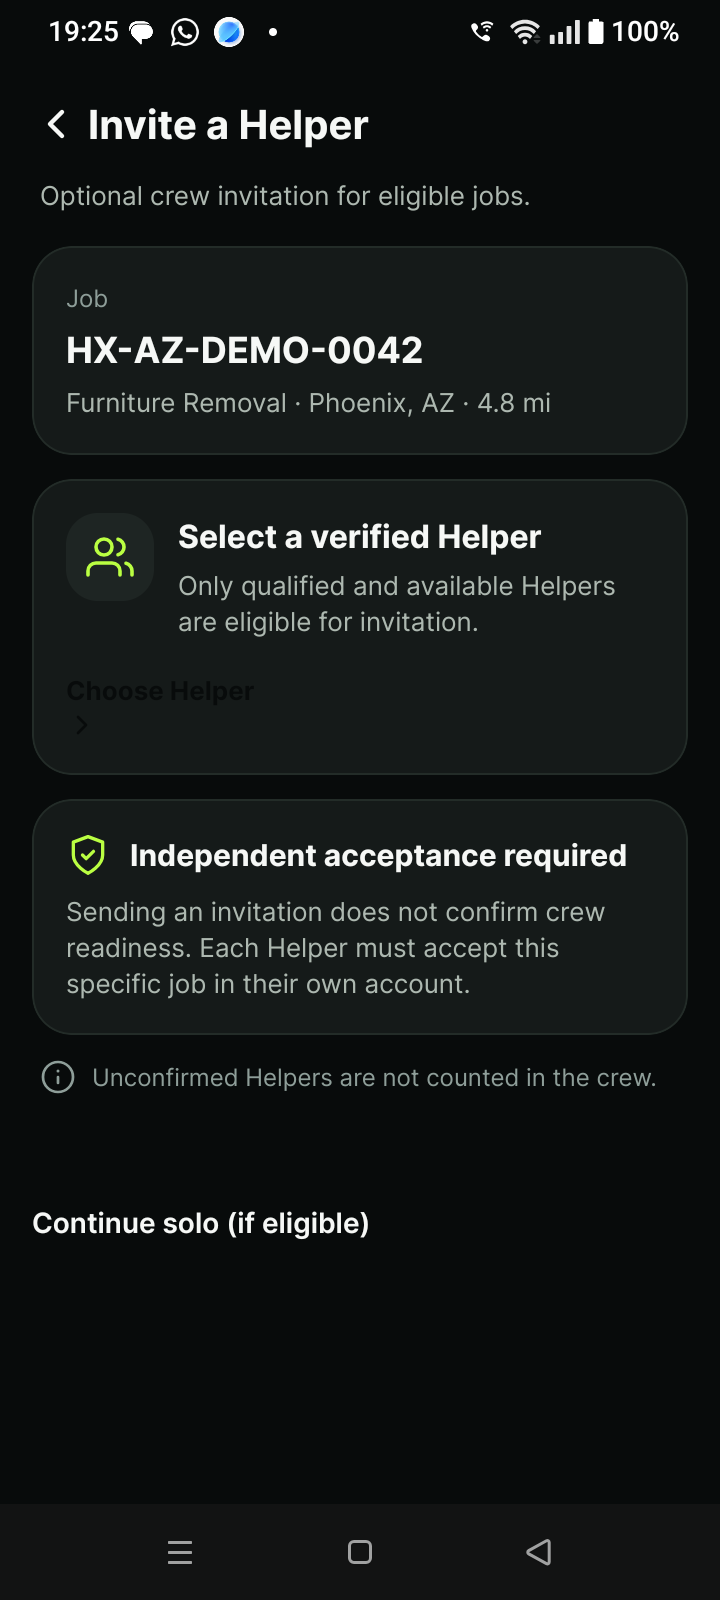 19:25
100%
Invite a Helper
Optional crew invitation for eligible jobs.
Job
HX-AZ-DEMO-0042
Furniture Removal · Phoenix, AZ · 4.8 mi
Select a verified Helper
Only qualified and available Helpers
are eligible for invitation.
Choose Helper
Independent acceptance required
Sending an invitation does not confirm crew
readiness. Each Helper must accept this
specific job in their own account.
Unconfirmed Helpers are not counted in the crew.
Continue solo (if eligible)